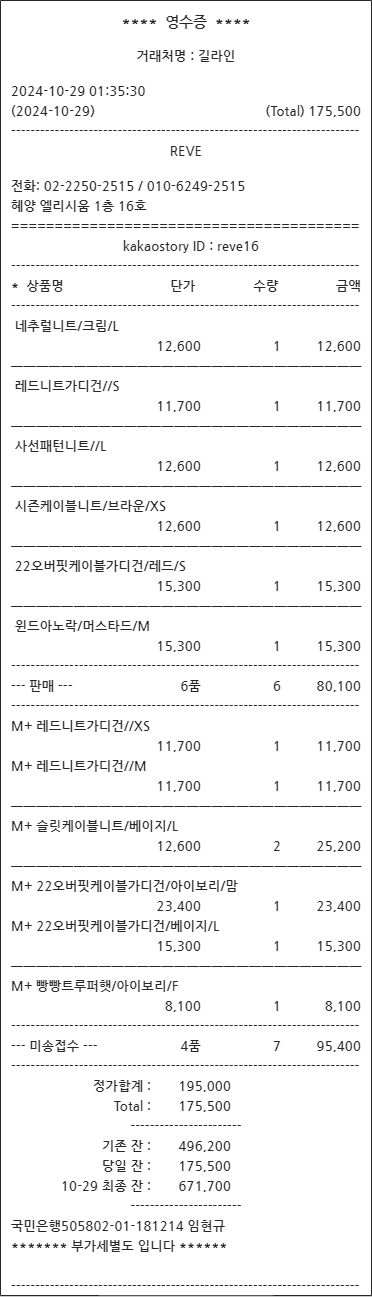 **** 영수증 ****
거래처명 : 길라인
2024-10-29 01:35:30
(2024-10-29) (Total) 175,500
REVE
전화: 02-2250-2515 / 010-6249-2515
혜양 엘리시움 1층 16호
kakaostory ID : reve16
* 상품명 단가 수량 금액
네추럴니트/크림/L
12,600 1 12,600
레드니트가디건//S
11,700 1 11,700
사선패턴니트//L
12,600 1 12,600
시즌케이블니트/브라운/XS
12,600 1 12,600
22오버핏케이블가디건/레드/S
15,300 1 15,300
윈드아노락/머스타드/M
15,300 1 15,300
--- 판매 --- 6품 6 80,100
M+ 레드니트가디건//XS
11,700 1 11,700
M+ 레드니트가디건//M
11,700 1 11,700
M+ 슬릿케이블니트/베이지/L
12,600 2 25,200
M+ 22오버핏케이블가디건/아이보리/맘
23,400 1 23,400
M+ 22오버핏케이블가디건/베이지/L
15,300 1 15,300
M+ 빵빵트루퍼햇/아이보리/F
8,100 1 8,100
--- 미송접수 --- 4품 7 95,400
정가합계 : 195,000
Total : 175,500
기존 잔 : 496,200
당일 잔 : 175,500
10-29 최종 잔 : 671,700
국민은행505802-01-181214 임현규
******* 부가세별도 입니다 ******